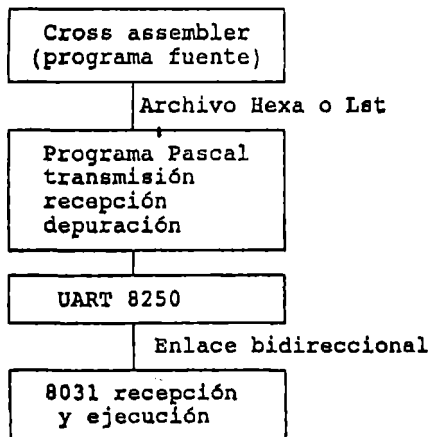 Cross assembler
(programa fuente)
Archivo Hexa o Lst
Programa Pascal
transmisión
recepción
depuración
UART 8250
Enlace bidireccional
8031 recepción
y ejecución